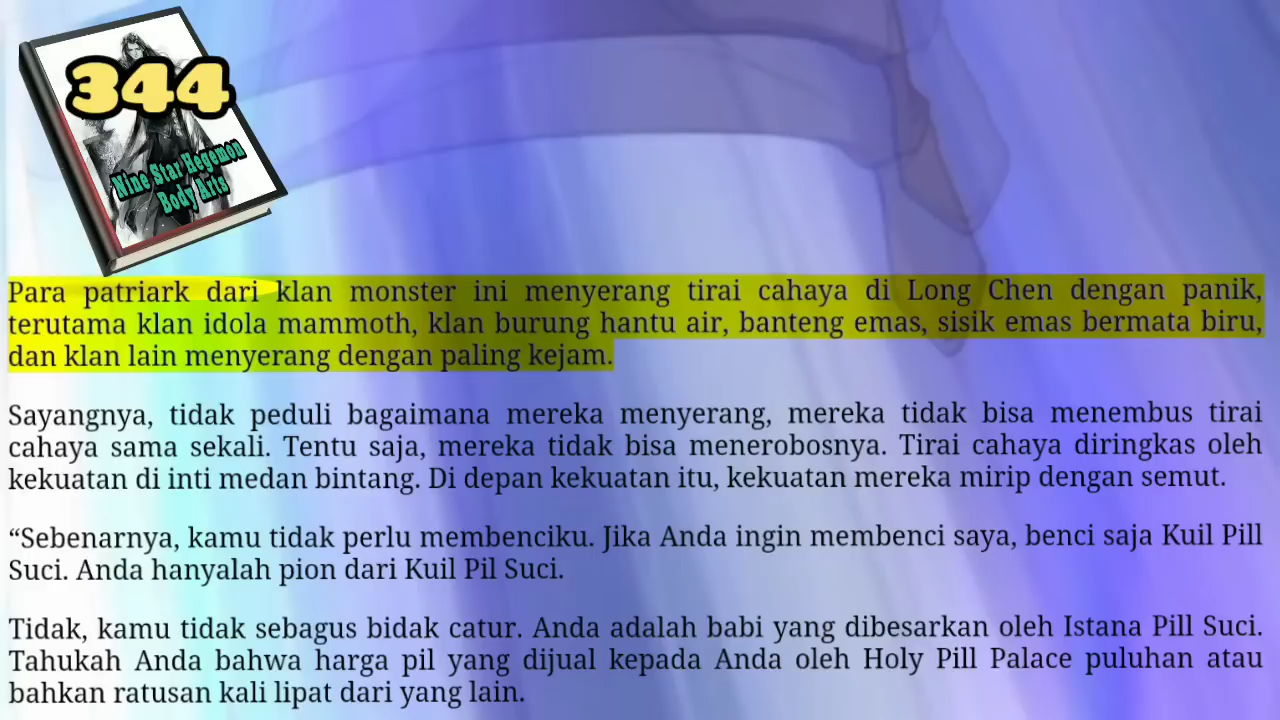 344
Nine Star Hegemon
Body Arts
Para patriark dari klan monster ini menyerang tirai cahaya di Long Chen dengan panik,
terutama klan idola mammoth, klan burung hantu air, banteng emas, sisik emas bermata biru,
dan klan lain menyerang dengan paling kejam.
Sayangnya, tidak peduli bagaimana mereka menyerang, mereka tidak bisa menembus tirai
cahaya sama sekali. Tentu saja, mereka tidak bisa menerobosnya. Tirai cahaya diringkas oleh
kekuatan di inti medan bintang. Di depan kekuatan itu, kekuatan mereka mirip dengan semut.
“Sebenarnya, kamu tidak perlu membenciku. Jika Anda ingin membenci saya, benci saja Kuil Pill
Suci. Anda hanyalah pion dari Kuil Pil Suci.
Tidak, kamu tidak sebagus bidak catur. Anda adalah babi yang dibesarkan oleh Istana Pill Suci.
Tahukah Anda bahwa harga pil yang dijual kepada Anda oleh Holy Pill Palace puluhan atau
bahkan ratusan kali lipat dari yang lain.